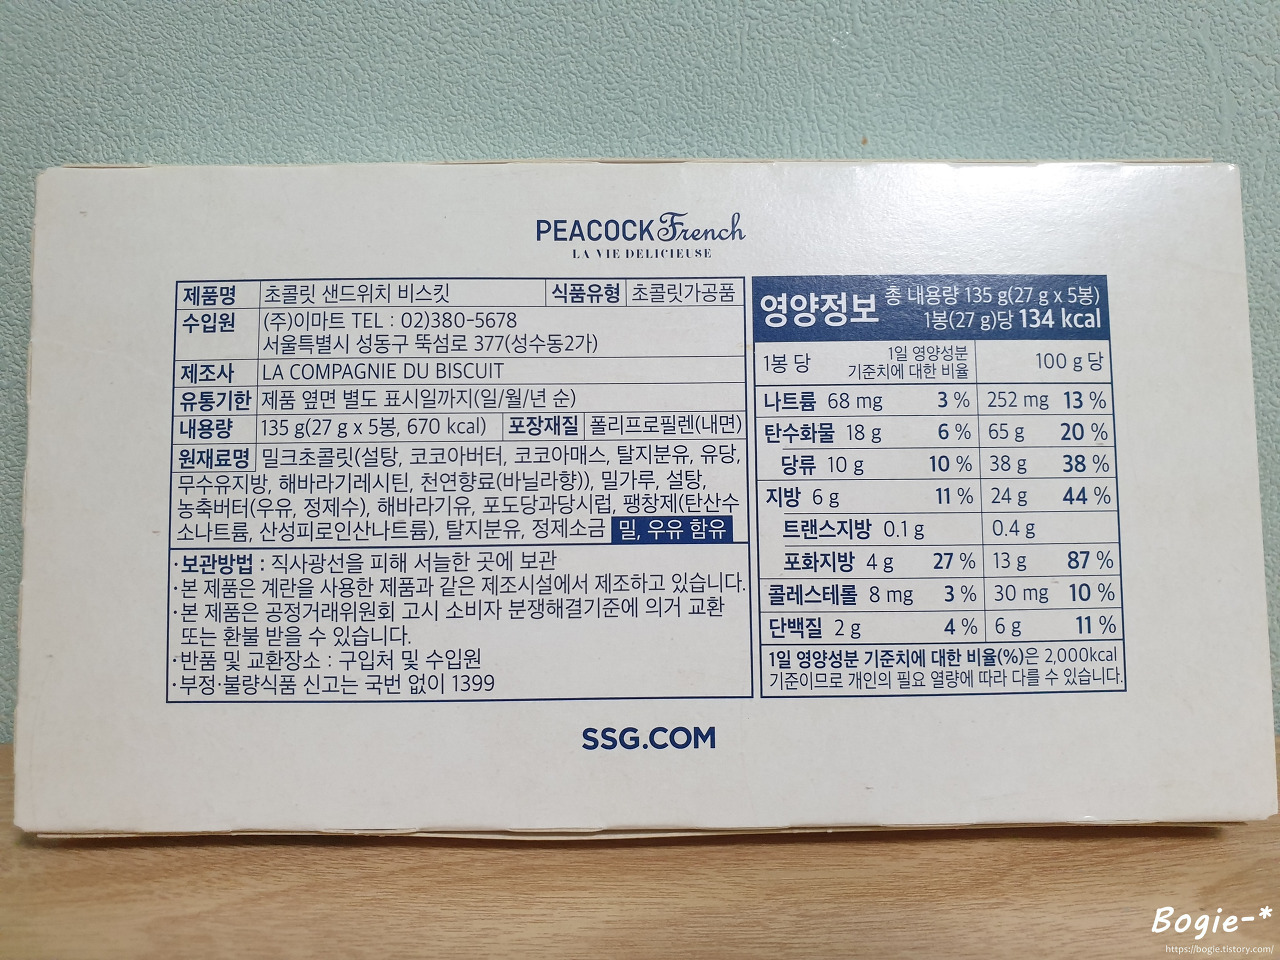 PEACOCK French
LA VIE DELICIEUSE
제품명 초콜릿 샌드위치 비스킷 식품유형 초콜릿가공품
수입원 (주)이마트 TEL : 02)380-5678
서울특별시 성동구 뚝섬로 377(성수동2가)
제조사 LA COMPAGNIE DU BISCUIT
유통기한 제품 옆면 별도 표시일까지(일/월/년 순)
내용량 135 g(27 g x 5봉, 670 kcal) 포장재질 폴리프로필렌(내면)
원재료명 밀크초콜릿(설탕, 코코아버터, 코코아매스, 탈지분유, 유당,
무수유지방, 해바라기레시틴, 천연향료(바닐라향)), 밀가루, 설탕,
농축버터(우유, 정제수), 해바라기유, 포도당과당시럽, 팽창제(탄산수
소나트륨, 산성피로인산나트륨), 탈지분유, 정제소금 밀, 우유 함유
·보관방법 : 직사광선을 피해 서늘한 곳에 보관
·본 제품은 계란을 사용한 제품과 같은 제조시설에서 제조하고 있습니다.
·본 제품은 공정거래위원회 고시 소비자 분쟁해결기준에 의거 교환
또는 환불 받을 수 있습니다.
·반품 및 교환장소 : 구입처 및 수입원
·부정·불량식품 신고는 국번 없이 1399
영양정보 총 내용량 135 g(27 g x 5봉)
1봉(27 g)당 134 kcal
1봉 당 1일 영양성분 기준치에 대한 비율 100 g 당
나트륨 68 mg 3 % 252 mg 13 %
탄수화물 18 g 6 % 65 g 20 %
당류 10 g 10 % 38 g 38 %
지방 6 g 11 % 24 g 44 %
트랜스지방 0.1 g 0.4 g
포화지방 4 g 27 % 13 g 87 %
콜레스테롤 8 mg 3 % 30 mg 10 %
단백질 2 g 4 % 6 g 11 %
1일 영양성분 기준치에 대한 비율(%)은 2,000kcal
기준이므로 개인의 필요 열량에 따라 다를 수 있습니다.
SSG.COM
Bogie-*
https://bogie.tistory.com/